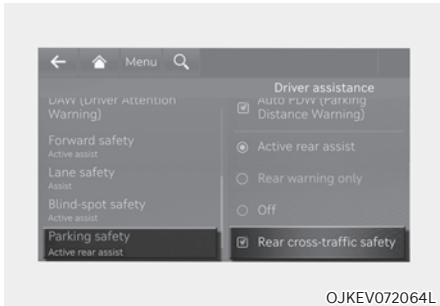 Menu
Driver assistance
DAW (Driver Attention
Warning)
Forward safety
Active assist
Lane safety
Assist
Blind-spot safety
Active assist
Parking safety
Active rear assist
Auto PDW (Parking
Distance Warning)
Active rear assist
Rear warning only
Off
Rear cross-traffic safety
OJKEV072064L